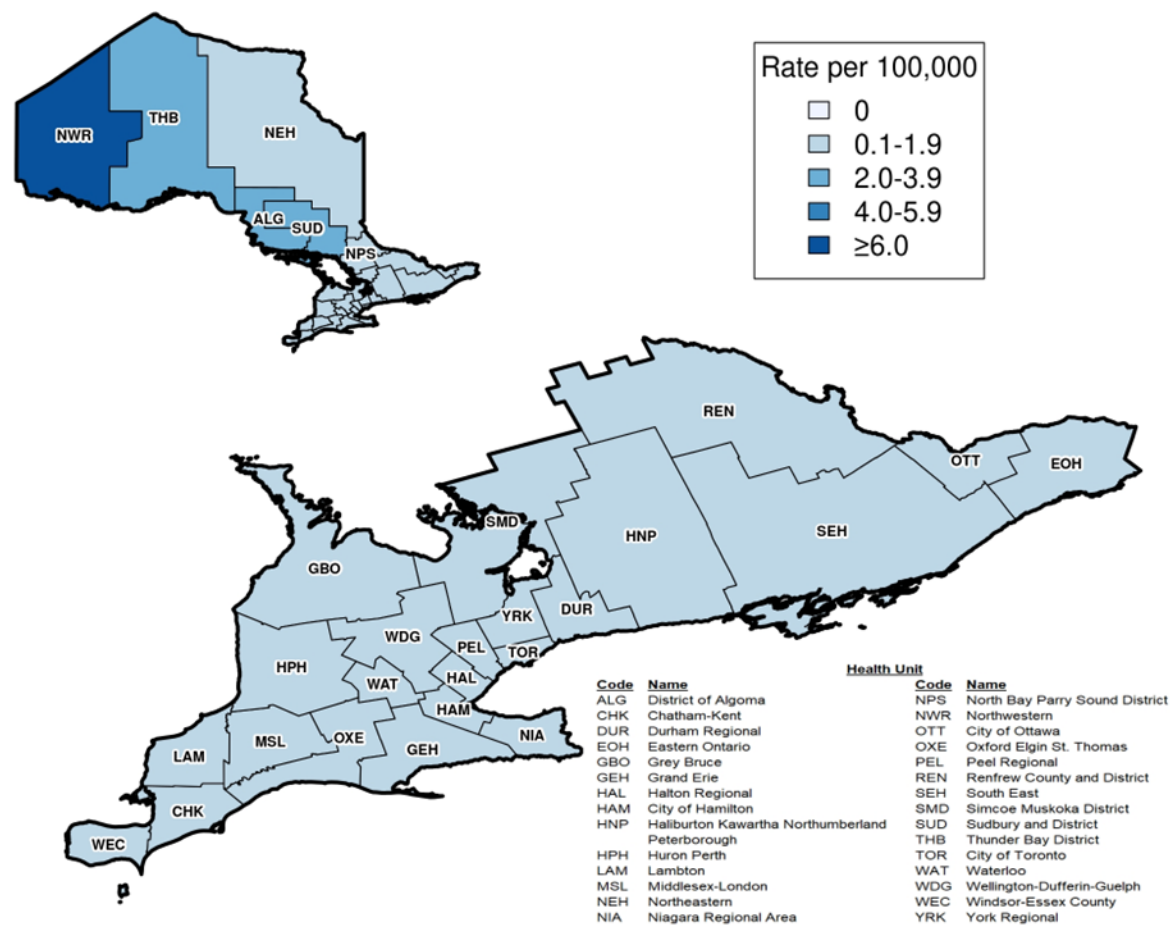 Rate per 100,000
0
0.1-1.9
2.0-3.9
4.0-5.9
≥6.0
NWR
THB
NEH
ALG
SUD
NPS
REN
OTT
EOH
SMD
SEH
HNP
GBO
DUR
YRK
WDG
PEL
TOR
HPH
HAL
WAT
HAM
NIA
OXE
MSL
GEH
LAM
CHK
WEC
Health Unit
Code Name
ALG District of Algoma
CHK Chatham-Kent
DUR Durham Regional
EOH Eastern Ontario
GBO Grey Bruce
GEH Grand Erie
HAL Halton Regional
HAM City of Hamilton
HNP Haliburton Kawartha Northumberland
Peterborough
HPH Huron Perth
LAM Lambton
MSL Middlesex-London
NEH Northeastern
NIA Niagara Regional Area
Code Name
NPS North Bay Parry Sound District
NWR Northwestern
OTT City of Ottawa
OXE Oxford Elgin St. Thomas
PEL Peel Regional
REN Renfrew County and District
SEH South East
SMD Simcoe Muskoka District
SUD Sudbury and District
THB Thunder Bay District
TOR City of Toronto
WAT Waterloo
WDG Wellington-Dufferin-Guelph
WEC Windsor-Essex County
YRK York Regional